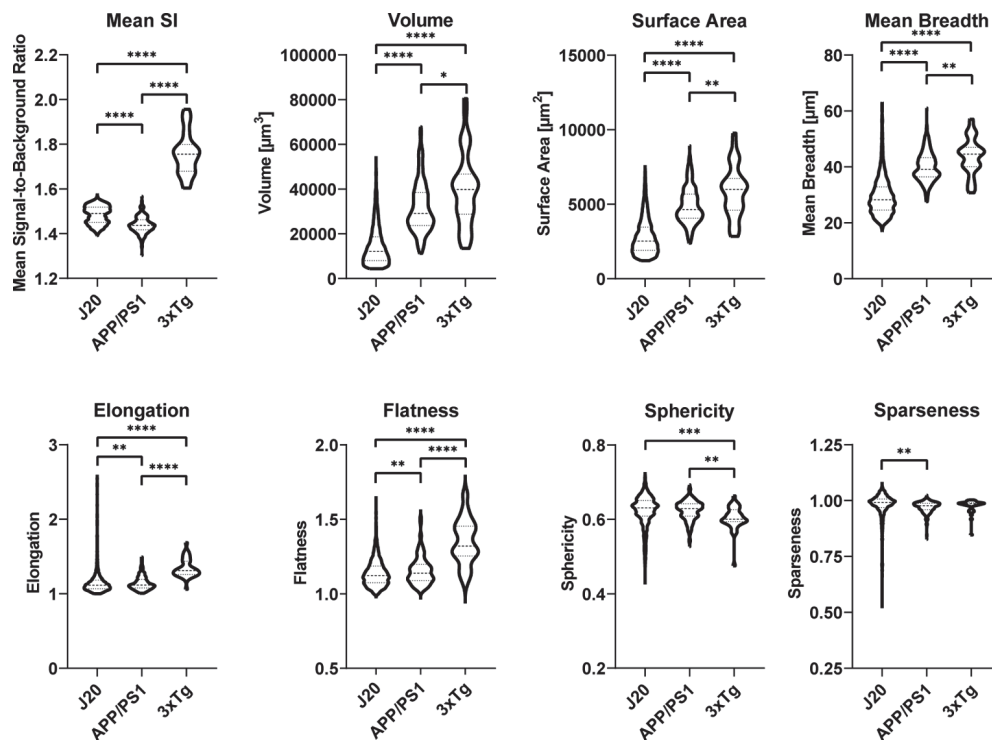 Mean SI
Mean Signal-to-Background Ratio
2.2
2.0
1.8
1.6
1.4
1.2
****
****
****
J20
APP/PS1
3xTg
Volume
Volume [µm³]
100000
80000
60000
40000
20000
0
****
****
*
J20
APP/PS1
3xTg
Surface Area
Surface Area [µm²]
15000
10000
5000
0
****
****
**
J20
APP/PS1
3xTg
Mean Breadth
Mean Breadth [µm]
80
60
40
20
0
****
****
**
J20
APP/PS1
3xTg
Elongation
Elongation
3
2
1
0
****
**
****
J20
APP/PS1
3xTg
Flatness
Flatness
2.0
1.5
1.0
0.5
****
****
**
J20
APP/PS1
3xTg
Sphericity
Sphericity
0.8
0.6
0.4
0.2
***
**
J20
APP/PS1
3xTg
Sparseness
Sparseness
1.25
1.00
0.75
0.50
0.25
**
J20
APP/PS1
3xTg